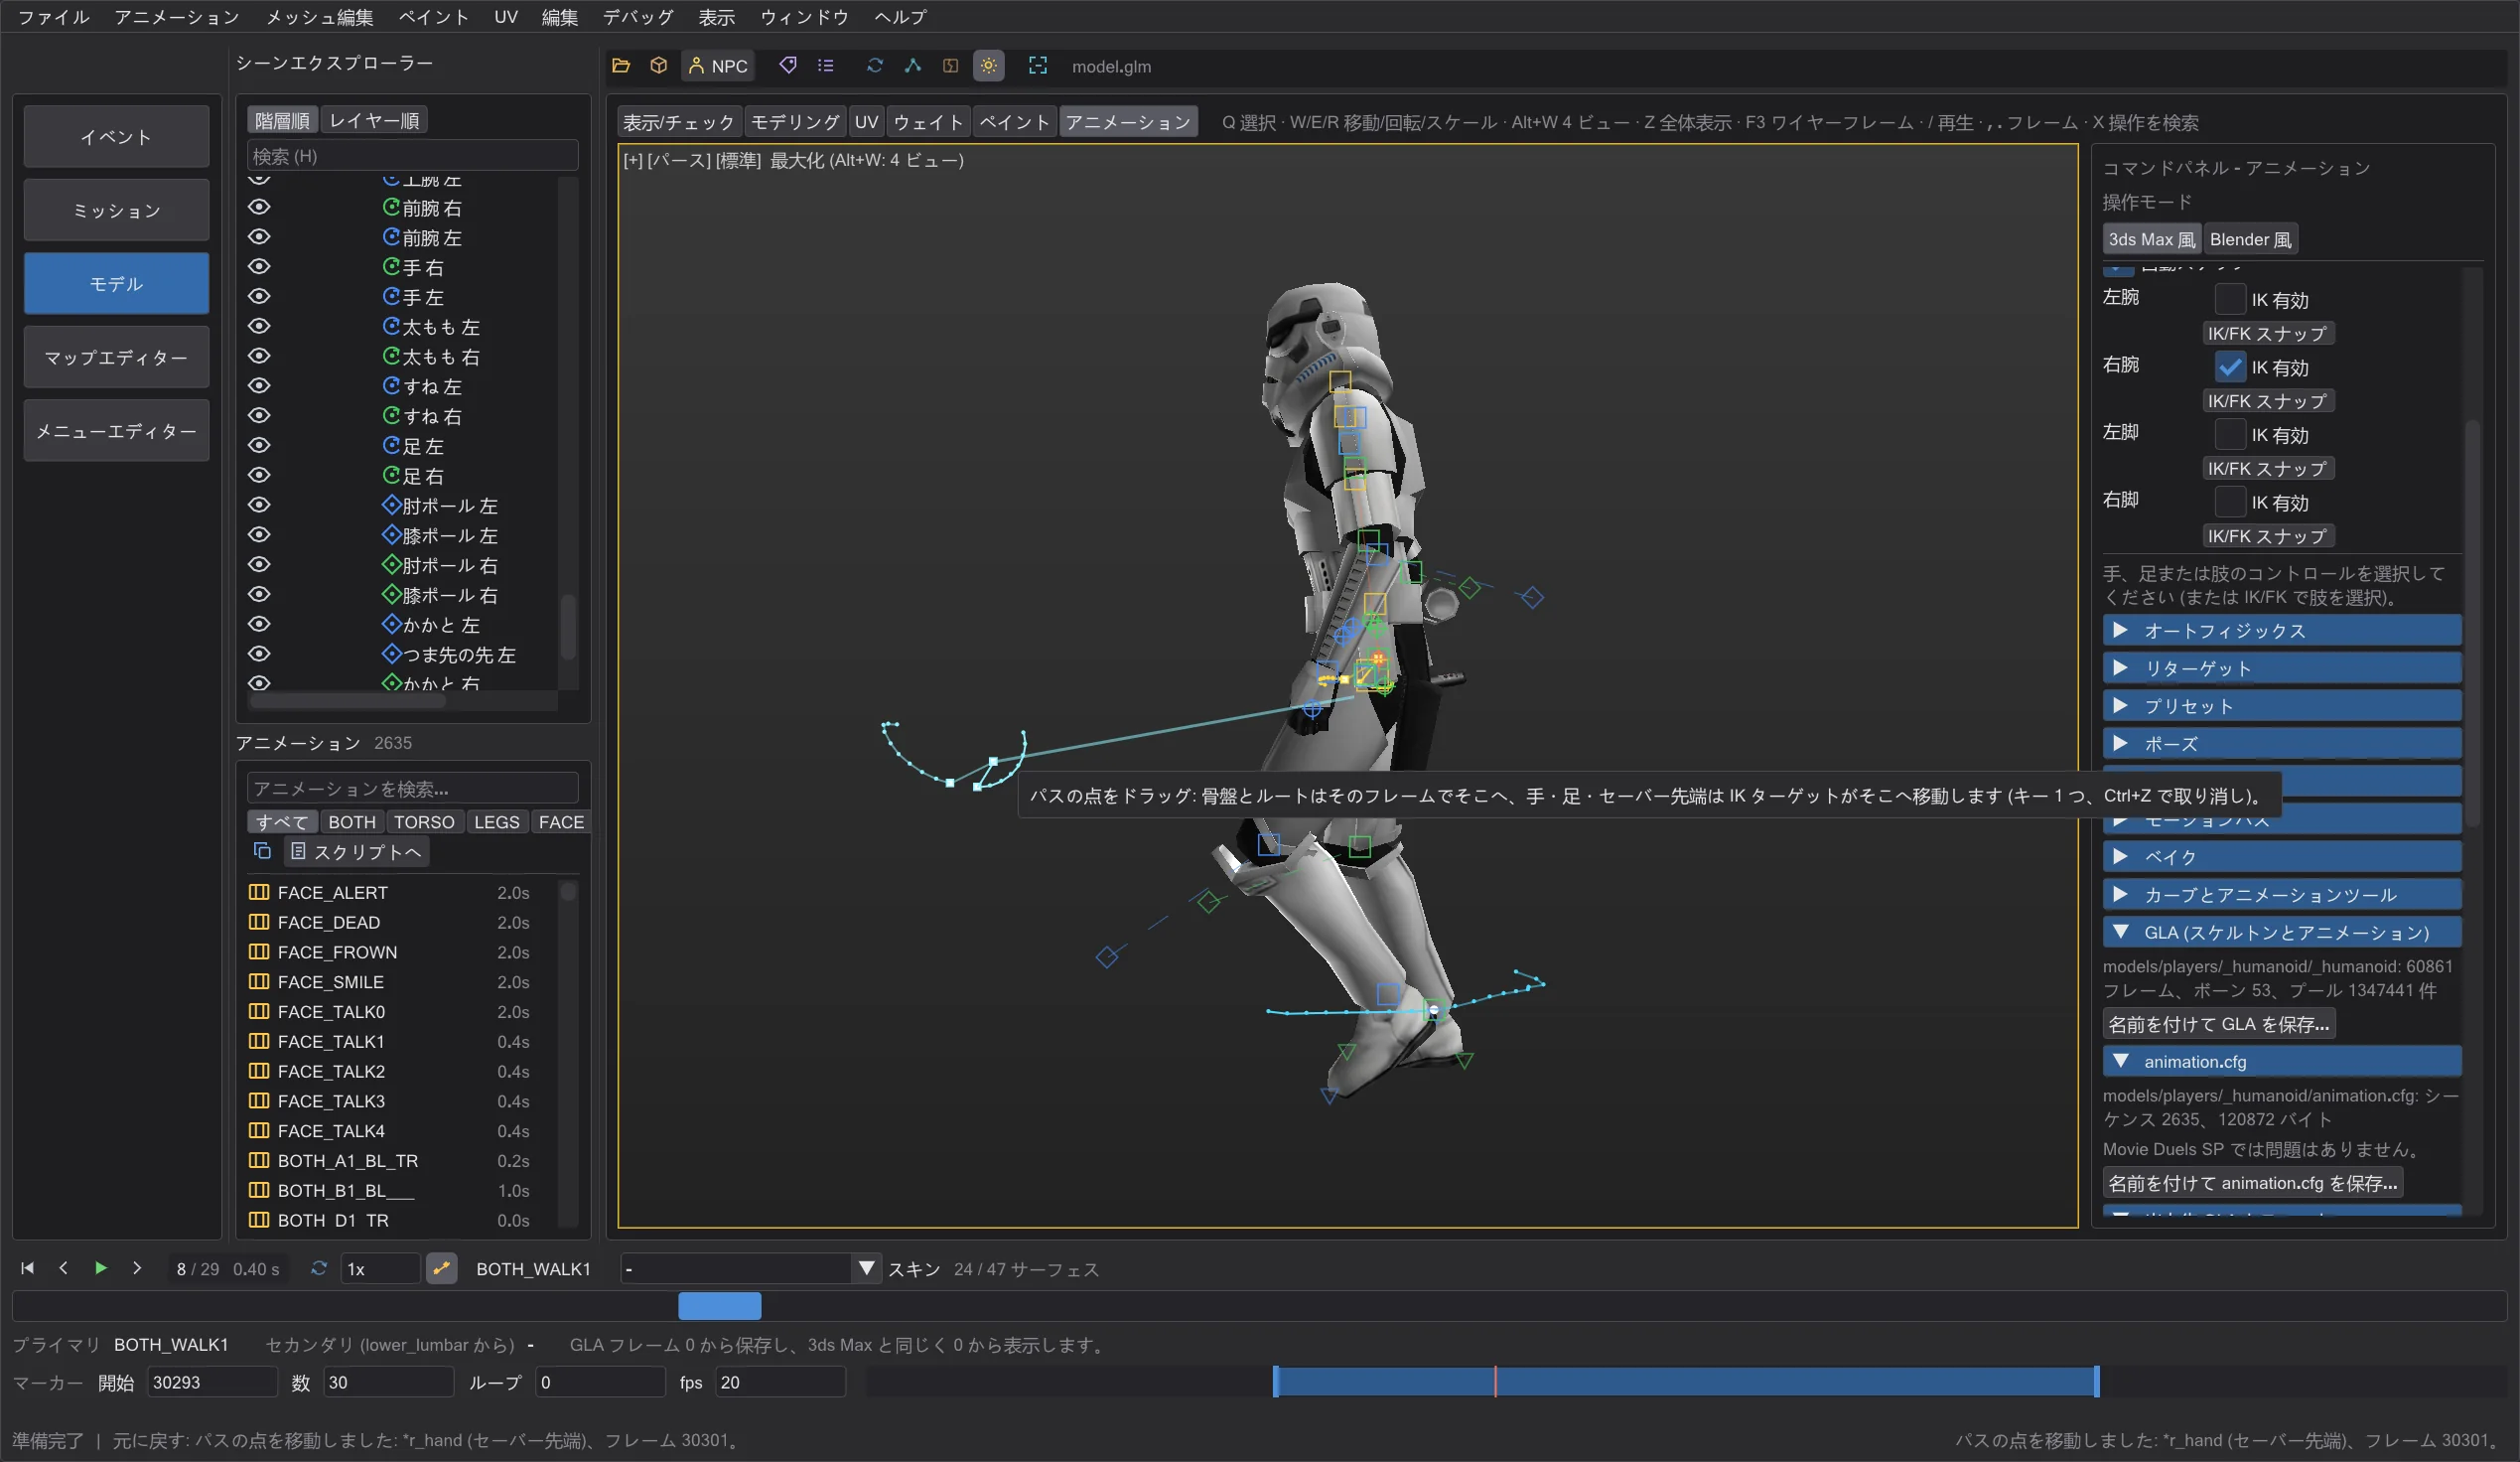 ファイル アニメーション メッシュ編集 ペイント UV 編集 デバッグ 表示 ウィンドウ ヘルプ
シーンエクスプローラー
NPC model.glm
イベント
ミッション
モデル
マップエディター
メニューエディター
階層順 レイヤー順
検索 (H)
上腕 左
前腕 右
前腕 左
手 右
手 左
太もも 左
太もも 右
すね 左
すね 右
足 左
足 右
肘ポール 左
膝ポール 左
肘ポール 右
膝ポール 右
かかと 左
つま先の先 左
かかと 右
アニメーション 2635
アニメーションを検索...
すべて BOTH TORSO LEGS FACE
スクリプトへ
FACE_ALERT 2.0s
FACE_DEAD 2.0s
FACE_FROWN 2.0s
FACE_SMILE 2.0s
FACE_TALK0 2.0s
FACE_TALK1 0.4s
FACE_TALK2 0.4s
FACE_TALK3 0.4s
FACE_TALK4 0.4s
BOTH_A1_BL_TR 0.2s
BOTH_B1_BL___ 1.0s
BOTH_D1_TR 0.0s
表示/チェック モデリング UV ウェイト ペイント アニメーション Q 選択 · W/E/R 移動/回転/スケール · Alt+W 4 ビュー · Z 全体表示 · F3 ワイヤーフレーム · / 再生 · , . フレーム · X 操作を検索
[+] [パース] [標準] 最大化 (Alt+W: 4 ビュー)
パスの点をドラッグ: 骨盤とルートはそのフレームでそこへ、手・足・セーバー先端は IK ターゲットがそこへ移動します (キー 1 つ、Ctrl+Z で取り消し)。
コマンドパネル - アニメーション
操作モード
3ds Max 風 Blender 風
左腕 IK 有効
IK/FK スナップ
右腕 IK 有効
IK/FK スナップ
左脚 IK 有効
IK/FK スナップ
右脚 IK 有効
IK/FK スナップ
手、足または肢のコントロールを選択して
ください (または IK/FK で肢を選択)。
オートフィジックス
リターゲット
プリセット
ポーズ
モーションパス
ベイク
カーブとアニメーションツール
GLA (スケルトンとアニメーション)
models/players/_humanoid/_humanoid: 60861
フレーム、ボーン 53、プール 1347441 件
名前を付けて GLA を保存...
animation.cfg
models/players/_humanoid/animation.cfg: シー
ケンス 2635、120872 バイト
Movie Duels SP では問題はありません。
名前を付けて animation.cfg を保存...
8 / 29 0.40 s 1x BOTH_WALK1 - スキン 24 / 47 サーフェス
プライマリ BOTH_WALK1 セカンダリ (lower_lumbar から) - GLA フレーム 0 から保存し、3ds Max と同じく 0 から表示します。
マーカー 開始 30293 数 30 ループ 0 fps 20
準備完了 | 元に戻す: パスの点を移動しました: *r_hand (セーバー先端)、フレーム 30301。
パスの点を移動しました: *r_hand (セーバー先端)、フレーム 30301。